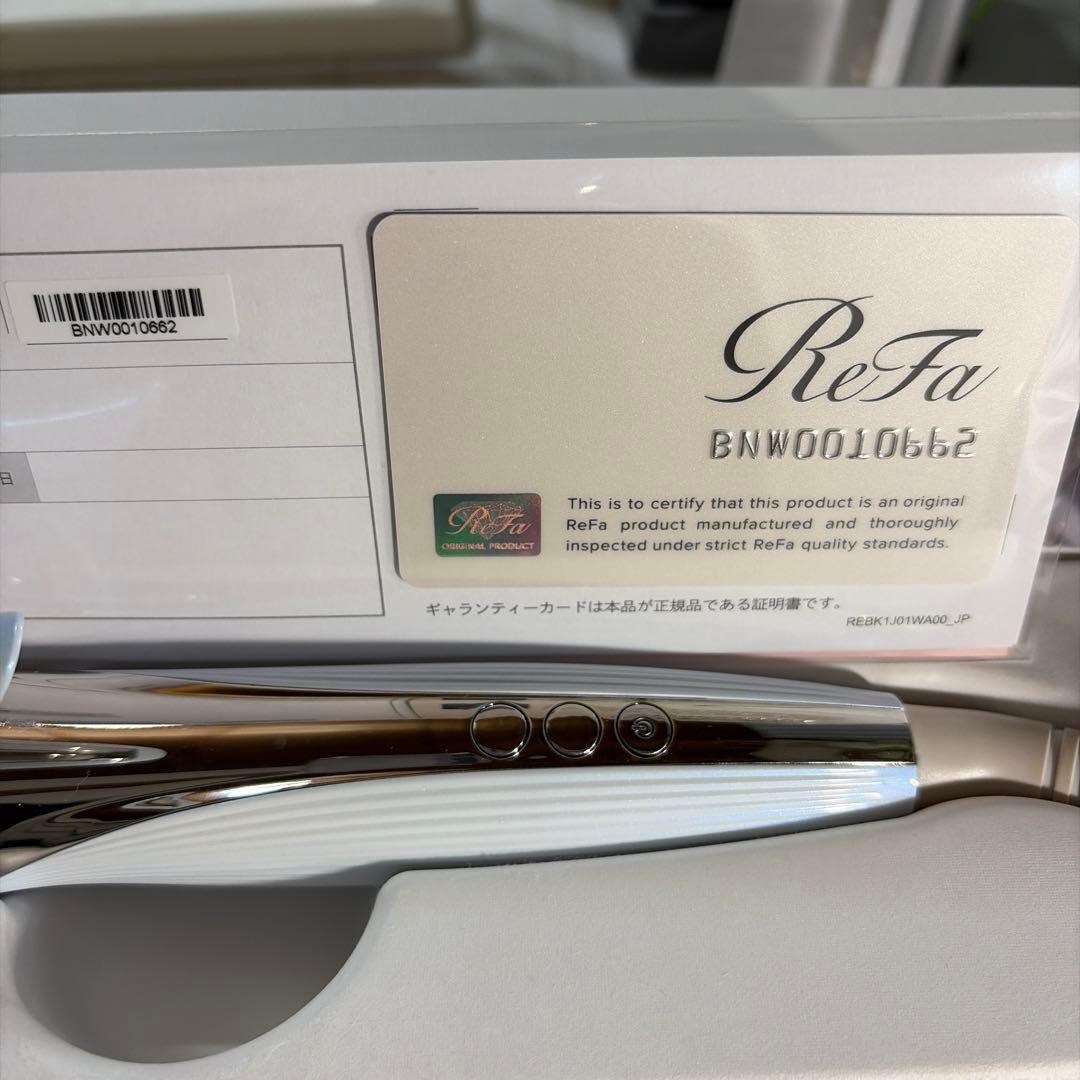 BNW0010662
日
ReFa
BNW0010662
ReFa
ORIGINAL PRODUCT
This is to certify that this product is an original
ReFa product manufactured and thoroughly
inspected under strict ReFa quality standards.
ギャランティーカードは本品が正規品である証明書です。
REBK1J01WA00_JP